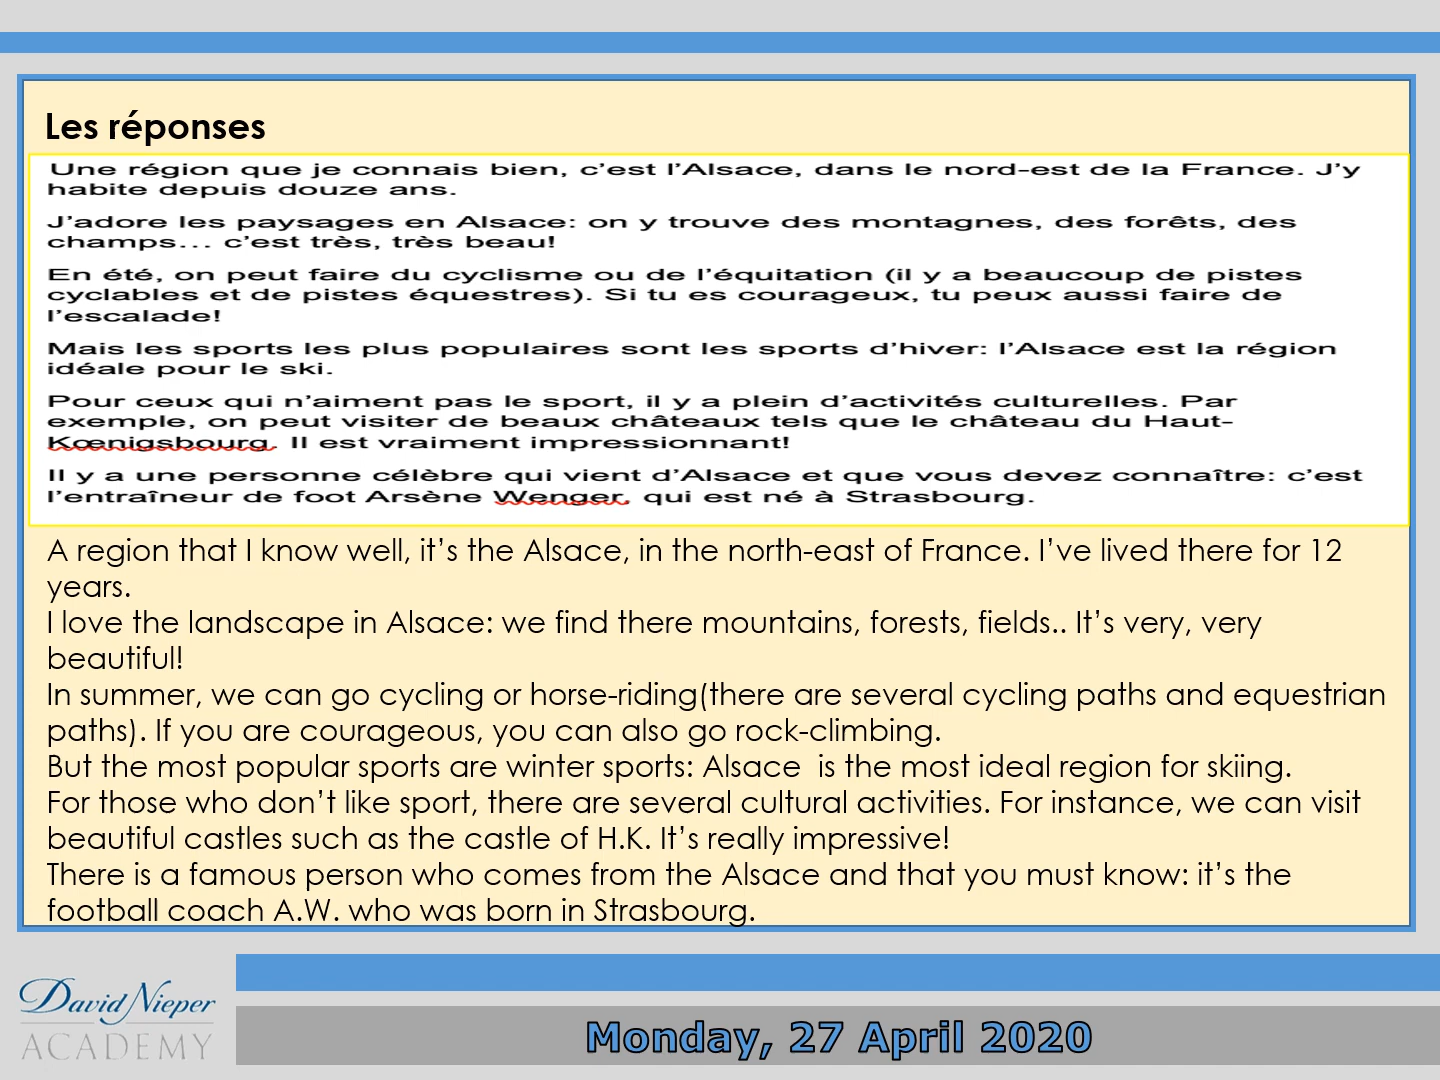 Les réponses
Une région que je connais bien, c’est l’Alsace, dans le nord-est de la France. J’y
habite depuis douze ans.
J’adore les paysages en Alsace: on y trouve des montagnes, des forêts, des
champs… c’est très, très beau!
En été, on peut faire du cyclisme ou de l’équitation (il y a beaucoup de pistes
cyclables et de pistes équestres). Si tu es courageux, tu peux aussi faire de
l’escalade!
Mais les sports les plus populaires sont les sports d’hiver: l’Alsace est la région
idéale pour le ski.
Pour ceux qui n’aiment pas le sport, il y a plein d’activités culturelles. Par
exemple, on peut visiter de beaux châteaux tels que le château du Haut-
Kœnigsbourg. Il est vraiment impressionnant!
Il y a une personne célèbre qui vient d’Alsace et que vous devez connaître: c’est
l’entraîneur de foot Arsène Wenger, qui est né à Strasbourg.
A region that I know well, it’s the Alsace, in the north-east of France. I’ve lived there for 12
years.
I love the landscape in Alsace: we find there mountains, forests, fields.. It’s very, very
beautiful!
In summer, we can go cycling or horse-riding(there are several cycling paths and equestrian
paths). If you are courageous, you can also go rock-climbing.
But the most popular sports are winter sports: Alsace  is the most ideal region for skiing.
For those who don’t like sport, there are several cultural activities. For instance, we can visit
beautiful castles such as the castle of H.K. It’s really impressive!
There is a famous person who comes from the Alsace and that you must know: it’s the
football coach A.W. who was born in Strasbourg.
David Nieper
ACADEMY
Monday, 27 April 2020